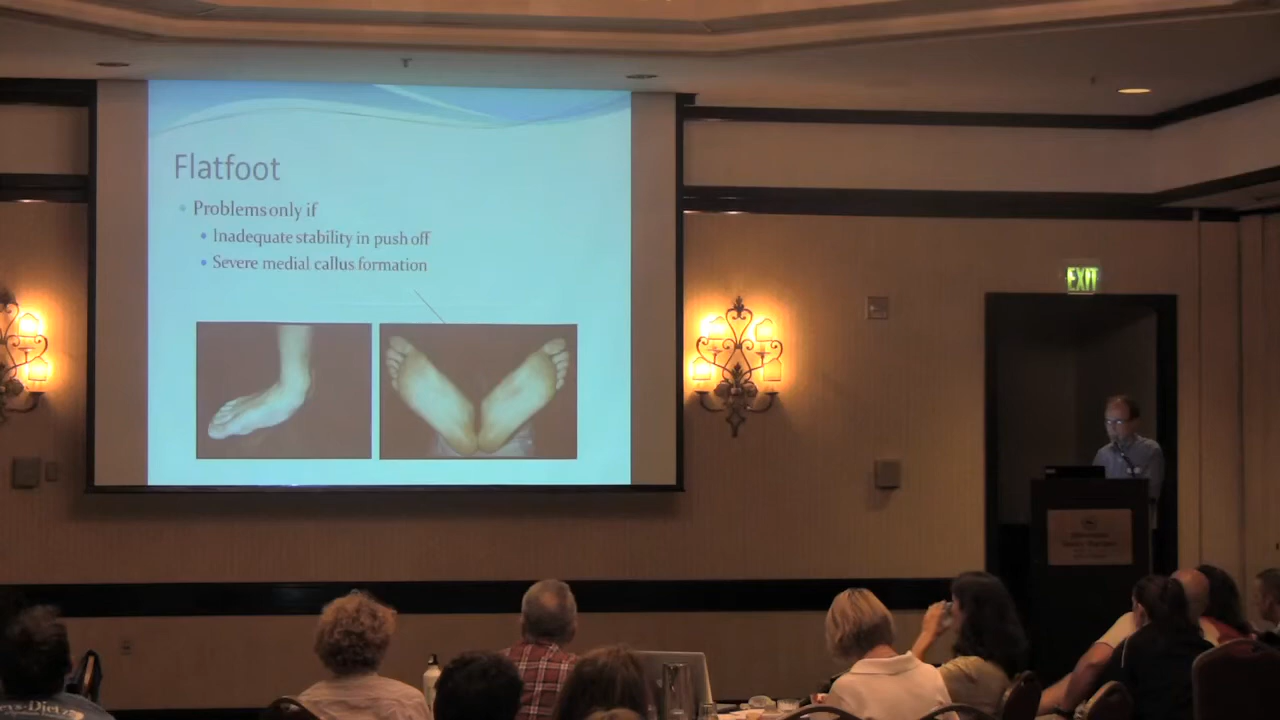 Flatfoot
Problems only if
Inadequate stability in push off
Severe medial callus formation
EXIT